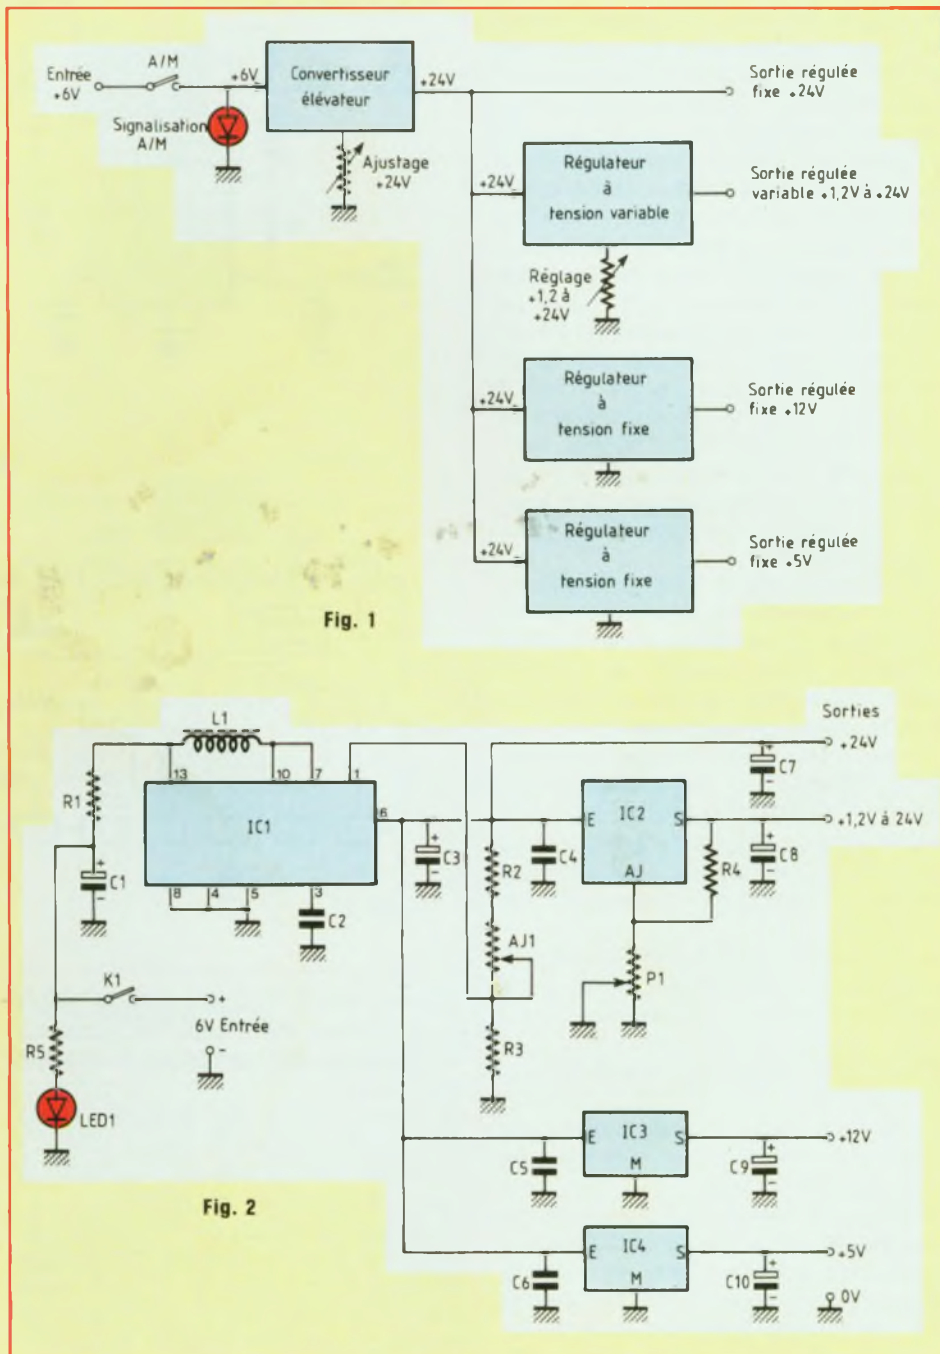 Entrée
+6V
A/M
+6V
Convertisseur
élévateur
+24V
Sortie régulée
fixe +24V
Signalisation
A/M
Ajustage
+24V
+24V
Régulateur
à
tension variable
Sortie régulée
variable +1,2V à +24V
Réglage
+1,2 à
+24V
+24V
Régulateur
à
tension fixe
Sortie régulée
fixe +12V
+24V
Régulateur
à
tension fixe
Sortie régulée
fixe +5V
Fig. 1
L1
Sorties
+24V
13
10
7
1
+
C7
-
R1
IC1
6
E
IC2
S
+1,2V à 24V
+
C3
-
R2
C4
AJ
R4
+
C8
-
+
C1
-
8
4
5
3
C2
AJ1
P1
K1
+
6V Entrée
-
R5
R3
LED1
E
IC3
S
+12V
C5
M
+
C9
-
Fig. 2
E
IC4
S
+5V
C6
M
+
C10
-
0V